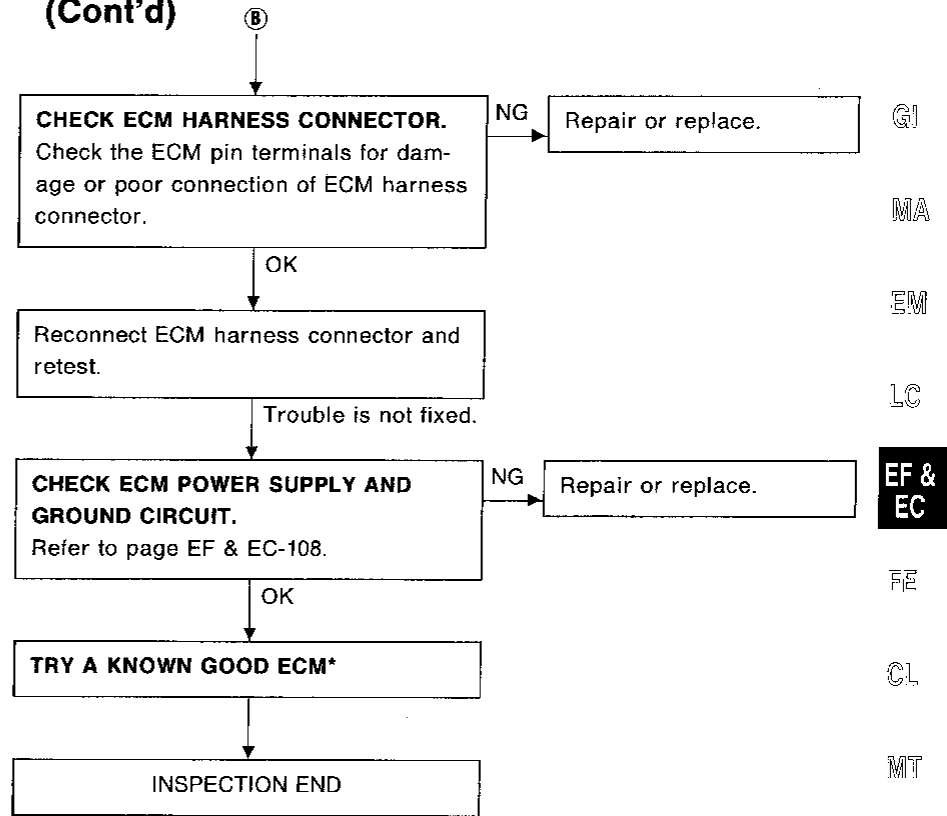 (Cont'd)
B
CHECK ECM HARNESS CONNECTOR.
Check the ECM pin terminals for dam-
age or poor connection of ECM harness
connector.
NG
Repair or replace.
OK
Reconnect ECM harness connector and
retest.
Trouble is not fixed.
CHECK ECM POWER SUPPLY AND
GROUND CIRCUIT.
Refer to page EF & EC-108.
NG
Repair or replace.
OK
TRY A KNOWN GOOD ECM*
INSPECTION END
GI
MA
EM
LC
EF &
EC
FE
CL
MT